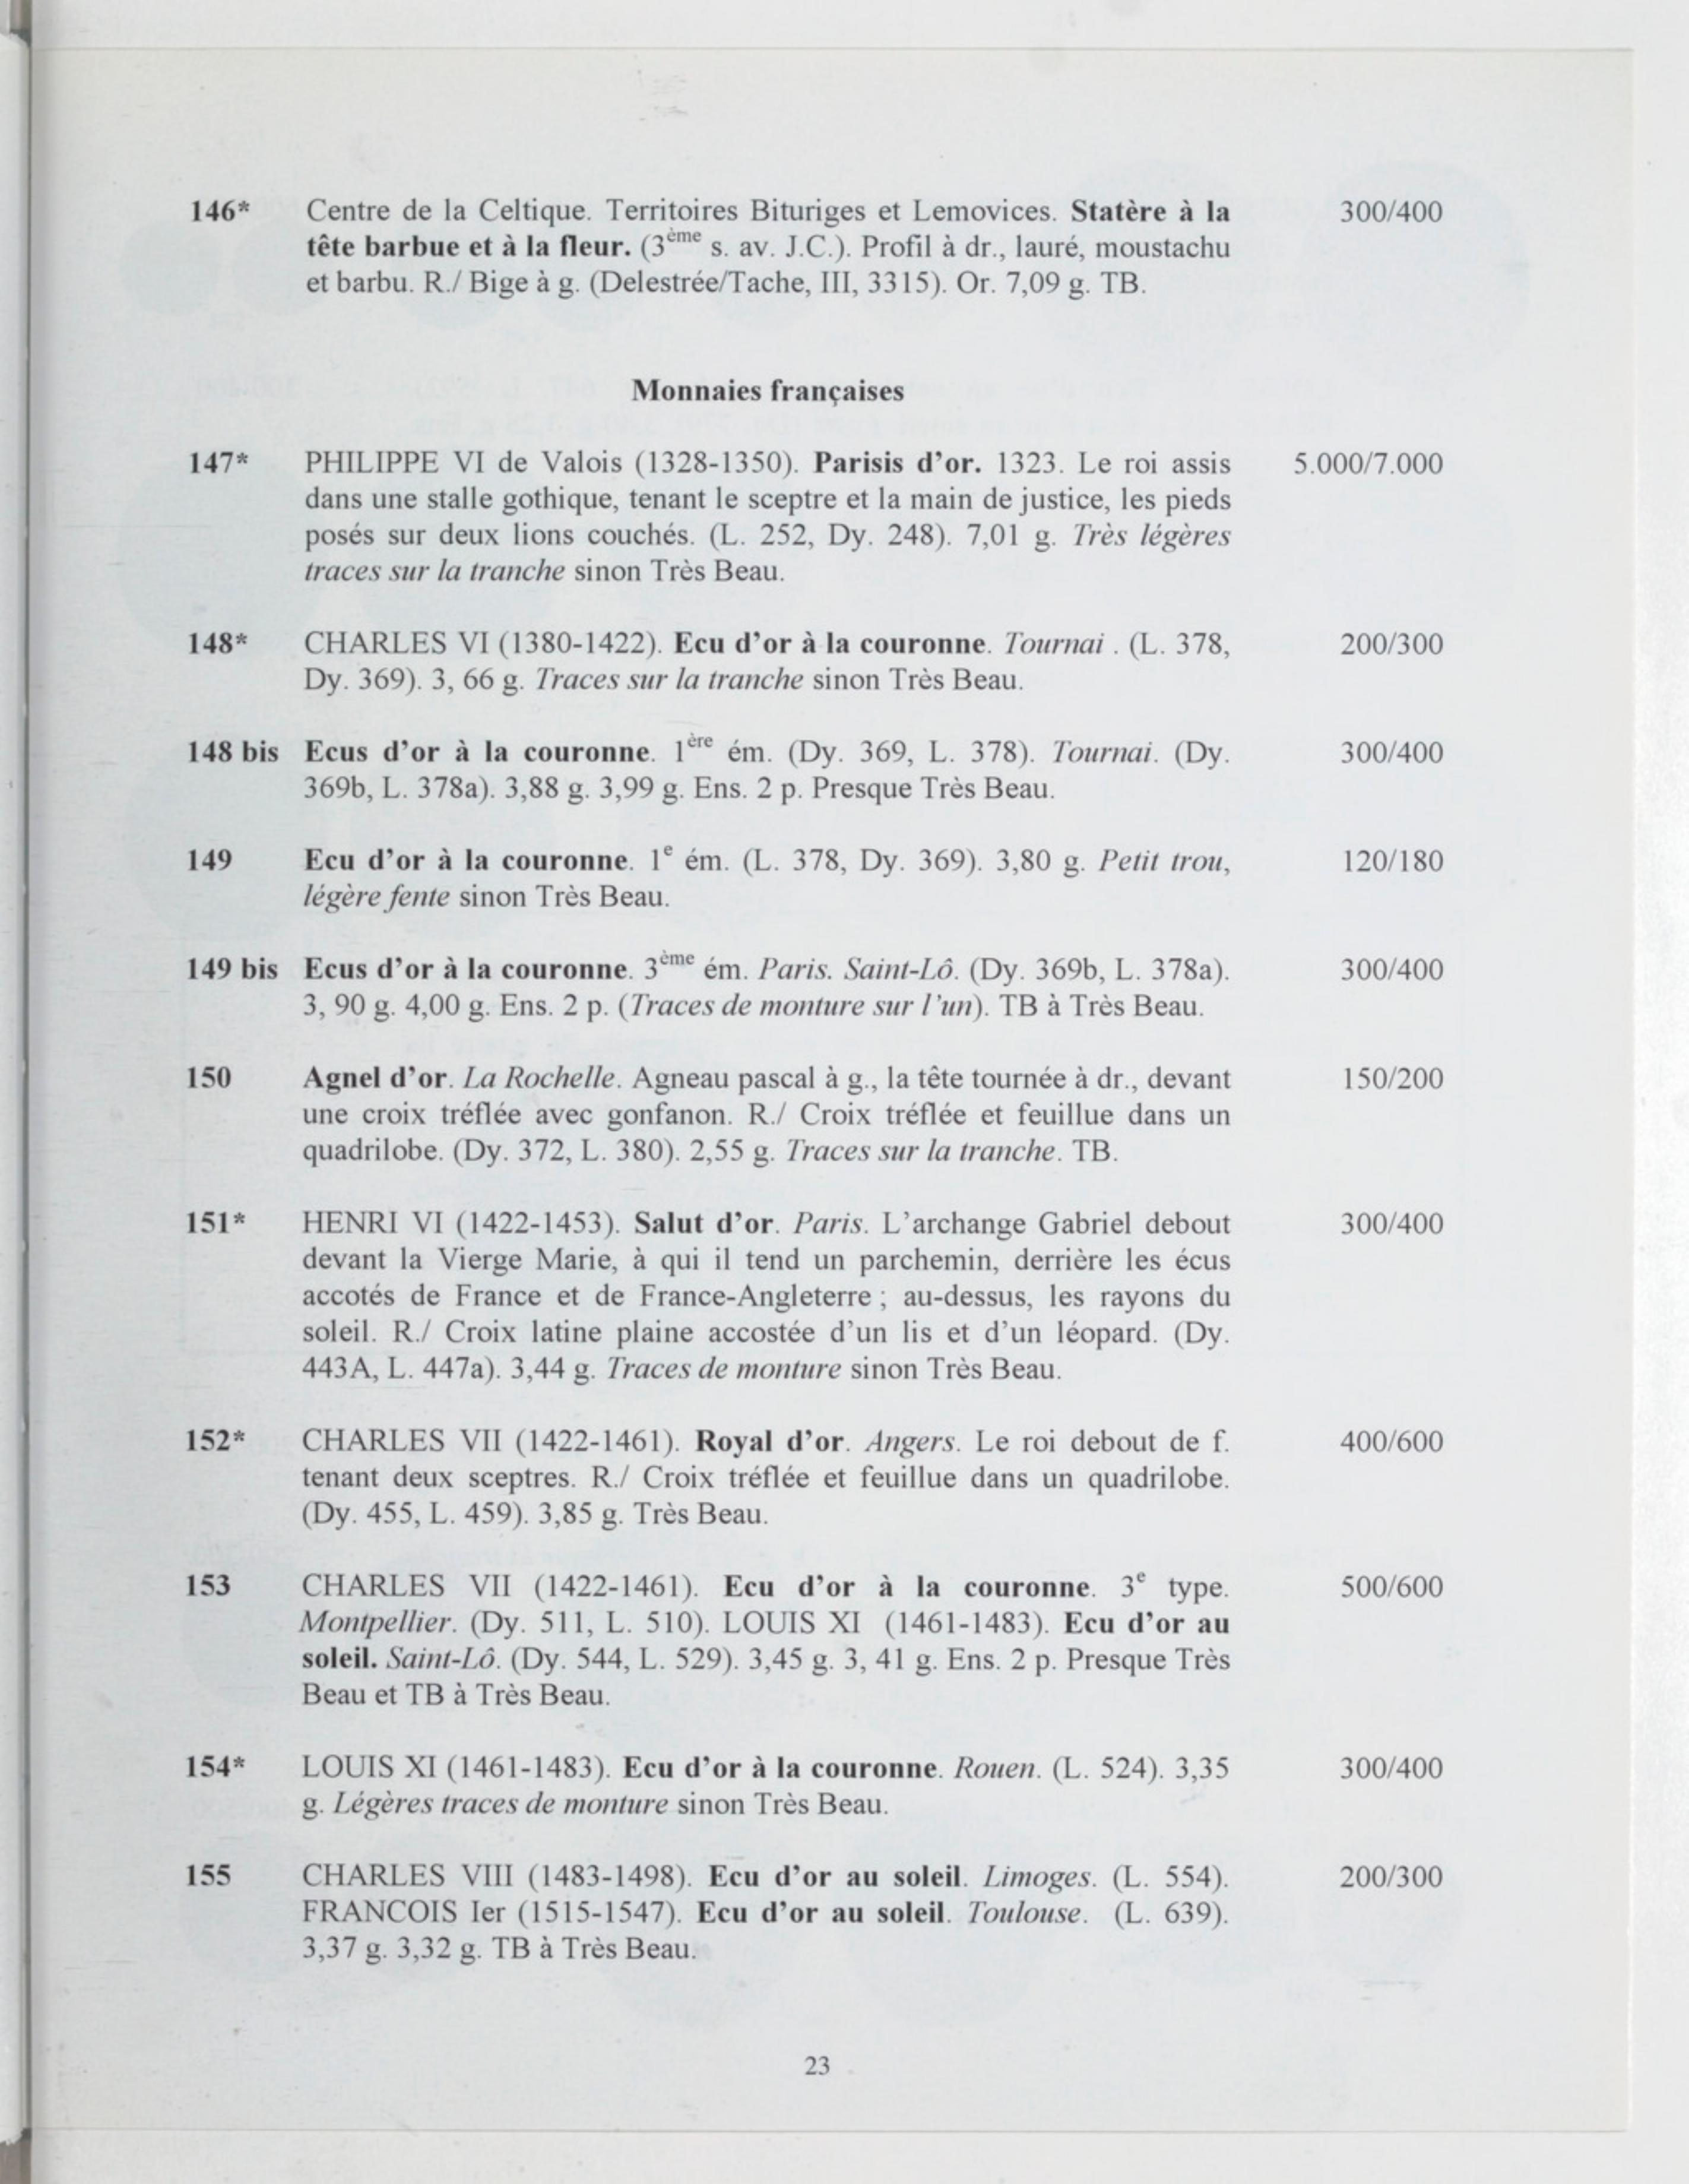 146* Centre de la Celtique. Territoires Bituriges et Lemovices. Statère à la 300/400
tête barbue et à la fleur. (3ème s. av. J.C.). Profil à dr., lauré, moustachu
et barbu. R./ Bige à g. (Delestrée/Tache, III, 3315). Or. 7,09 g. TB.
Monnaies françaises
147* PHILIPPE VI de Valois (1328-1350). Parisis d'or. 1323. Le roi assis 5.000/7.000
dans une stalle gothique, tenant le sceptre et la main de justice, les pieds
posés sur deux lions couchés. (L. 252, Dy. 248). 7,01 g. Très légères
traces sur la tranche sinon Très Beau.
148* CHARLES VI (1380-1422). Ecu d'or à la couronne. Tournai . (L. 378, 200/300
Dy. 369). 3, 66 g. Traces sur la tranche sinon Très Beau.
148 bis Ecus d'or à la couronne. 1ère ém. (Dy. 369, L. 378). Tournai. (Dy. 300/400
369b, L. 378a). 3,88 g. 3,99 g. Ens. 2 p. Presque Très Beau.
149 Ecu d'or à la couronne. 1e ém. (L. 378, Dy. 369). 3,80 g. Petit trou, 120/180
légère fente sinon Très Beau.
149 bis Ecus d'or à la couronne. 3ème ém. Paris. Saint-Lô. (Dy. 369b, L. 378a). 300/400
3, 90 g. 4,00 g. Ens. 2 p. (Traces de monture sur l'un). TB à Très Beau.
150 Agnel d'or. La Rochelle. Agneau pascal à g., la tête tournée à dr., devant 150/200
une croix tréflée avec gonfanon. R./ Croix tréflée et feuillue dans un
quadrilobe. (Dy. 372, L. 380). 2,55 g. Traces sur la tranche. TB.
151* HENRI VI (1422-1453). Salut d'or. Paris. L'archange Gabriel debout 300/400
devant la Vierge Marie, à qui il tend un parchemin, derrière les écus
accotés de France et de France-Angleterre ; au-dessus, les rayons du
soleil. R./ Croix latine plaine accostée d'un lis et d'un léopard. (Dy.
443A, L. 447a). 3,44 g. Traces de monture sinon Très Beau.
152* CHARLES VII (1422-1461). Royal d'or. Angers. Le roi debout de f. 400/600
tenant deux sceptres. R./ Croix tréflée et feuillue dans un quadrilobe.
(Dy. 455, L. 459). 3,85 g. Très Beau.
153 CHARLES VII (1422-1461). Ecu d'or à la couronne. 3e type. 500/600
Montpellier. (Dy. 511, L. 510). LOUIS XI (1461-1483). Ecu d'or au
soleil. Saint-Lô. (Dy. 544, L. 529). 3,45 g. 3, 41 g. Ens. 2 p. Presque Très
Beau et TB à Très Beau.
154* LOUIS XI (1461-1483). Ecu d'or à la couronne. Rouen. (L. 524). 3,35 300/400
g. Légères traces de monture sinon Très Beau.
155 CHARLES VIII (1483-1498). Ecu d'or au soleil. Limoges. (L. 554). 200/300
FRANCOIS Ier (1515-1547). Ecu d'or au soleil. Toulouse. (L. 639).
3,37 g. 3,32 g. TB à Très Beau.
23